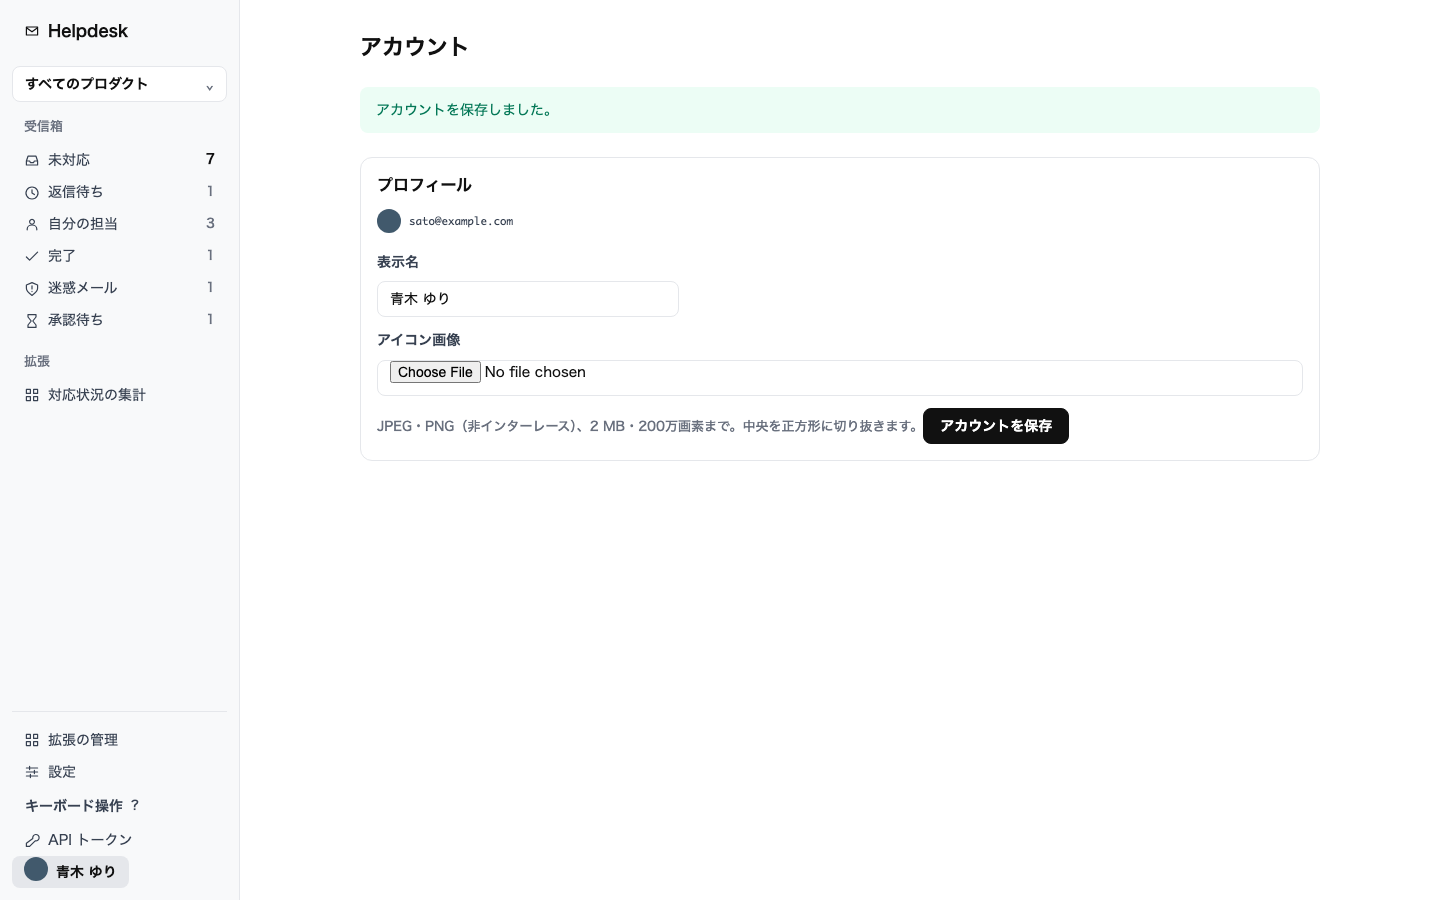 Helpdesk
すべてのプロダクト
受信箱
未対応 7
返信待ち 1
自分の担当 3
完了 1
迷惑メール 1
承認待ち 1
拡張
対応状況の集計
拡張の管理
設定
キーボード操作 ?
API トークン
青木 ゆり
アカウント
アカウントを保存しました。
プロフィール
sato@example.com
表示名
青木 ゆり
アイコン画像
Choose File No file chosen
JPEG・PNG（非インターレース）、2 MB・200万画素まで。中央を正方形に切り抜きます。 アカウントを保存